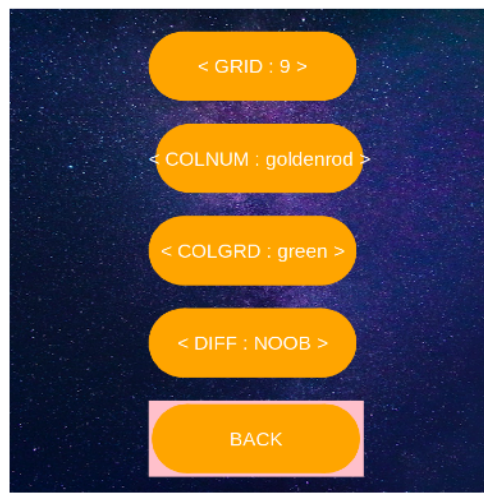 < GRID : 9 >
< COLNUM : goldenrod >
< COLGRD : green >
< DIFF : NOOB >
BACK